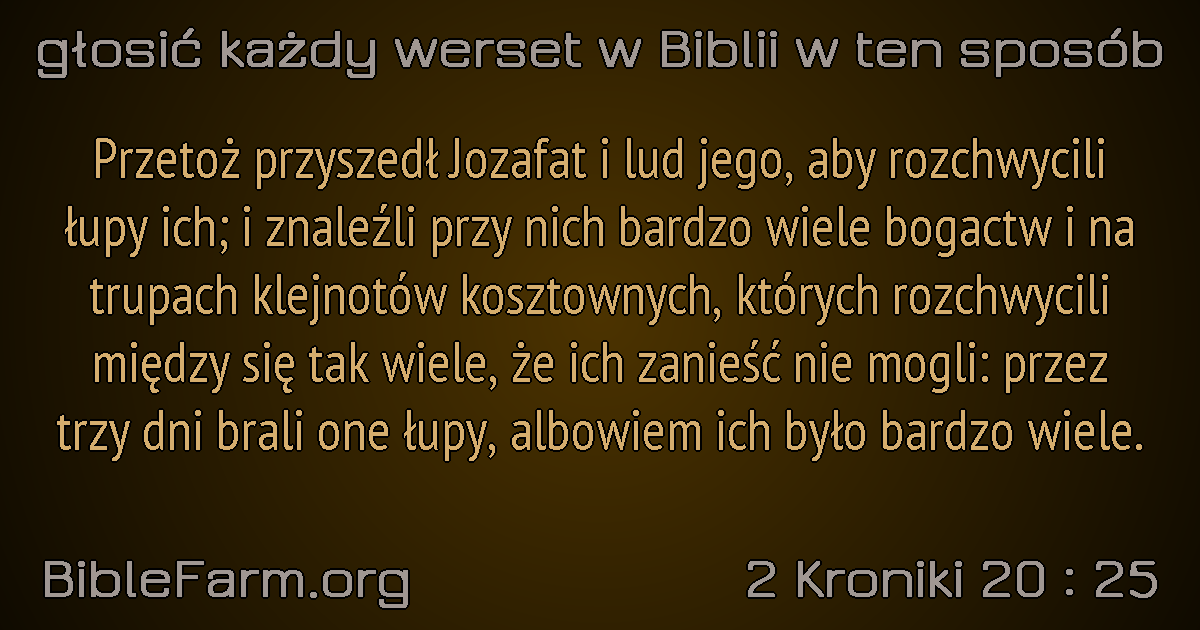 głosić każdy werset w Biblii w ten sposób
Przetoż przyszedł Jozafat i lud jego, aby rozchwycili
łupy ich; i znaleźli przy nich bardzo wiele bogactw i na
trupach klejnotów kosztownych, których rozchwycili
między się tak wiele, że ich zanieść nie mogli: przez
trzy dni brali one łupy, albowiem ich było bardzo wiele.
BibleFarm.org
2 Kroniki 20 : 25